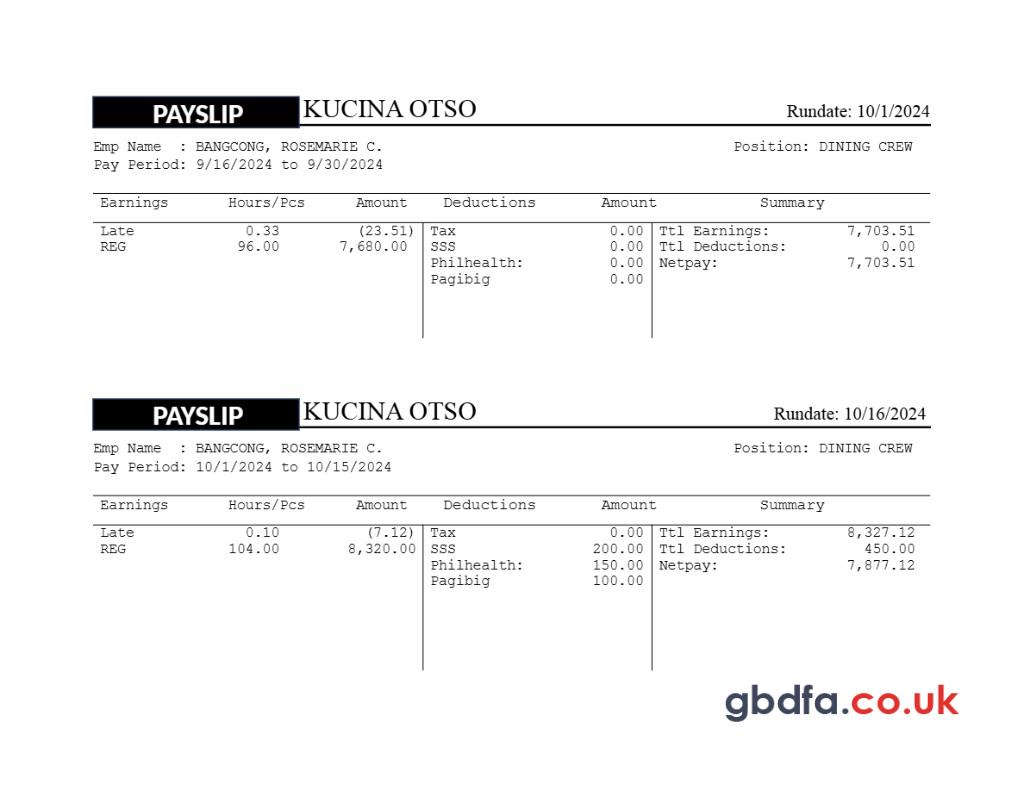 PAYSLIP KUCINA OTSO Rundate: 10/1/2024
Emp Name : BANGCONG, ROSEMARIE C. Position: DINING CREW
Pay Period: 9/16/2024 to 9/30/2024
Earnings Hours/Pcs Amount Deductions Amount Summary
Late 0.33 (23.51) Tax 0.00 Ttl Earnings: 7,703.51
REG 96.00 7,680.00 SSS 0.00 Ttl Deductions: 0.00
Philhealth: 0.00 Netpay: 7,703.51
Pagibig 0.00
PAYSLIP KUCINA OTSO Rundate: 10/16/2024
Emp Name : BANGCONG, ROSEMARIE C. Position: DINING CREW
Pay Period: 10/1/2024 to 10/15/2024
Earnings Hours/Pcs Amount Deductions Amount Summary
Late 0.10 (7.12) Tax 0.00 Ttl Earnings: 8,327.12
REG 104.00 8,320.00 SSS 200.00 Ttl Deductions: 450.00
Philhealth: 150.00 Netpay: 7,877.12
Pagibig 100.00
gbdfa.co.uk